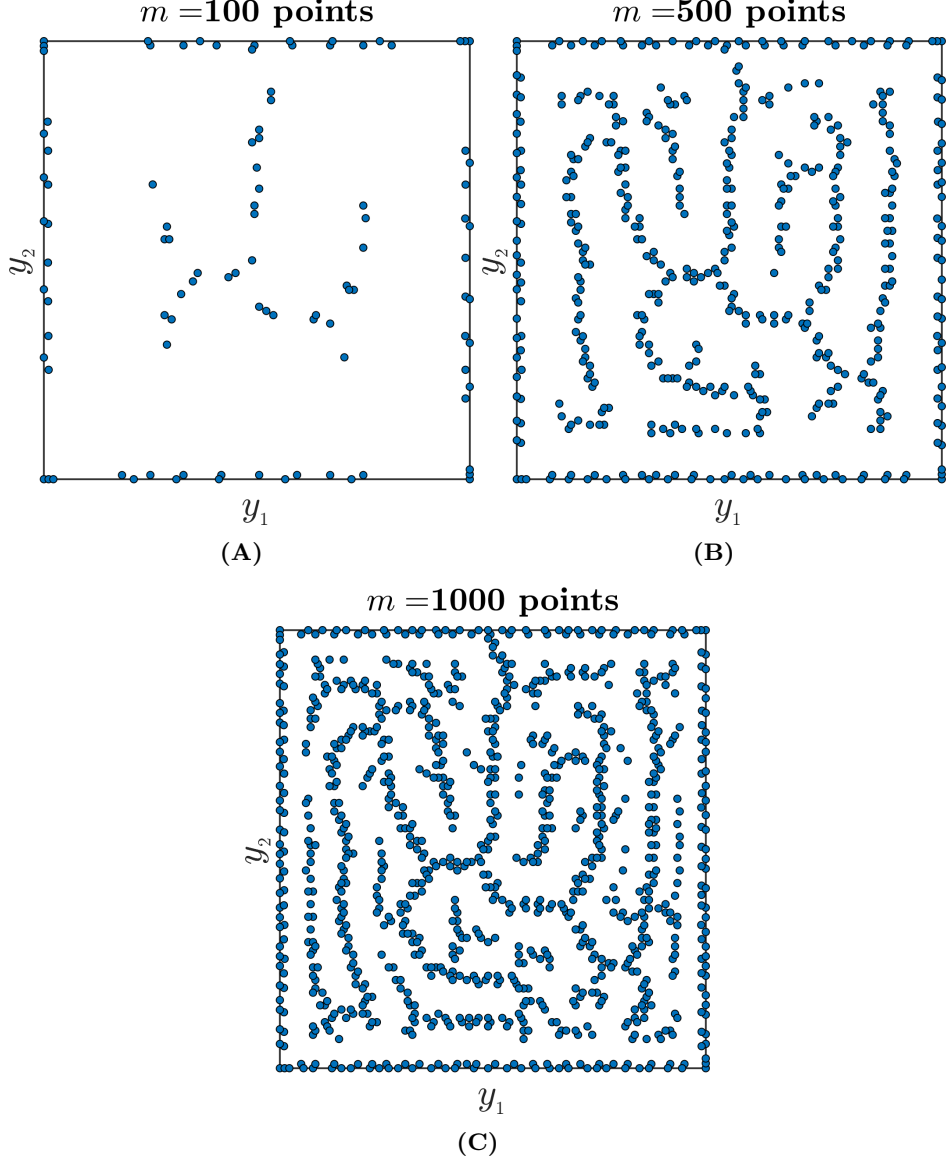 m =100 points
m =500 points
y₂
y₂
y₁
y₁
(A)
(B)
m =1000 points
y₂
y₁
(C)